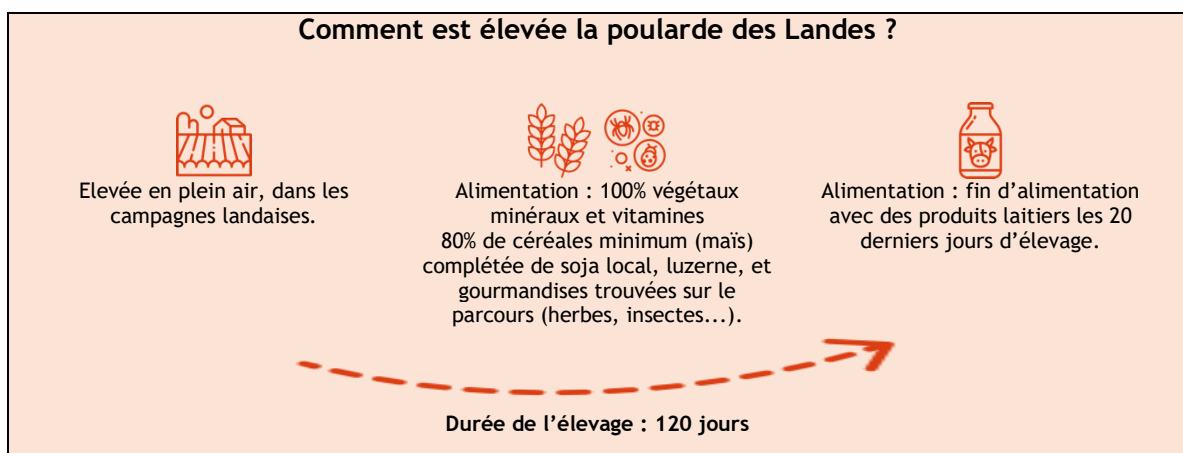 Comment est élevée la poularde des Landes ?
Elevée en plein air, dans les
campagnes landaises.
Alimentation : 100% végétaux
minéraux et vitamines
80% de céréales minimum (maïs)
complétée de soja local, luzerne, et
gourmandises trouvées sur le
parcours (herbes, insectes...).
Alimentation : fin d’alimentation
avec des produits laitiers les 20
derniers jours d’élevage.
Durée de l’élevage : 120 jours